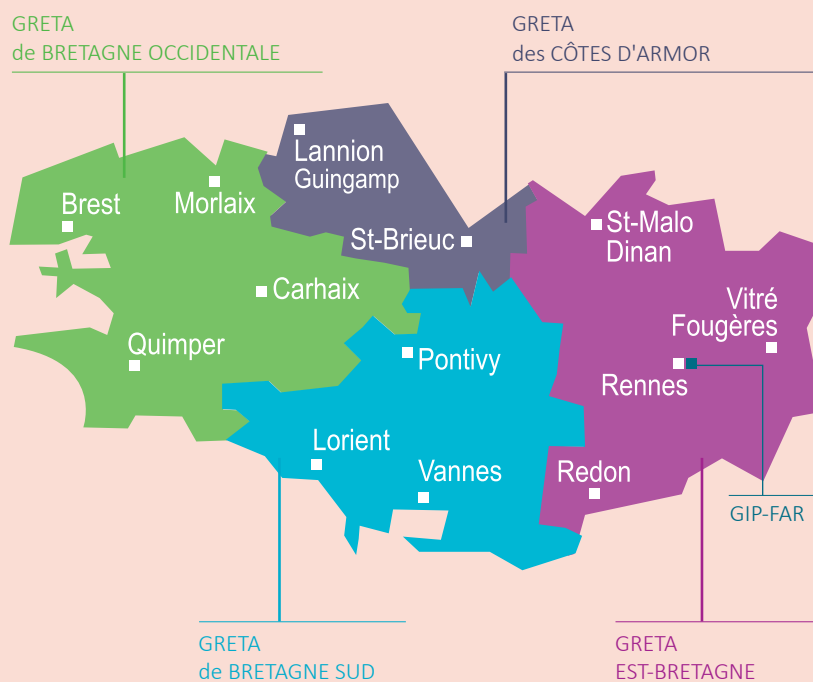 GRETA
de BRETAGNE OCCIDENTALE
GRETA
des CÔTES D'ARMOR
Lannion
Guingamp
Brest
Morlaix
St-Brieuc
St-Malo
Dinan
Carhaix
Vitré
Fougères
Quimper
Pontivy
Rennes
Lorient
Vannes
Redon
GIP-FAR
GRETA
de BRETAGNE SUD
GRETA
EST-BRETAGNE